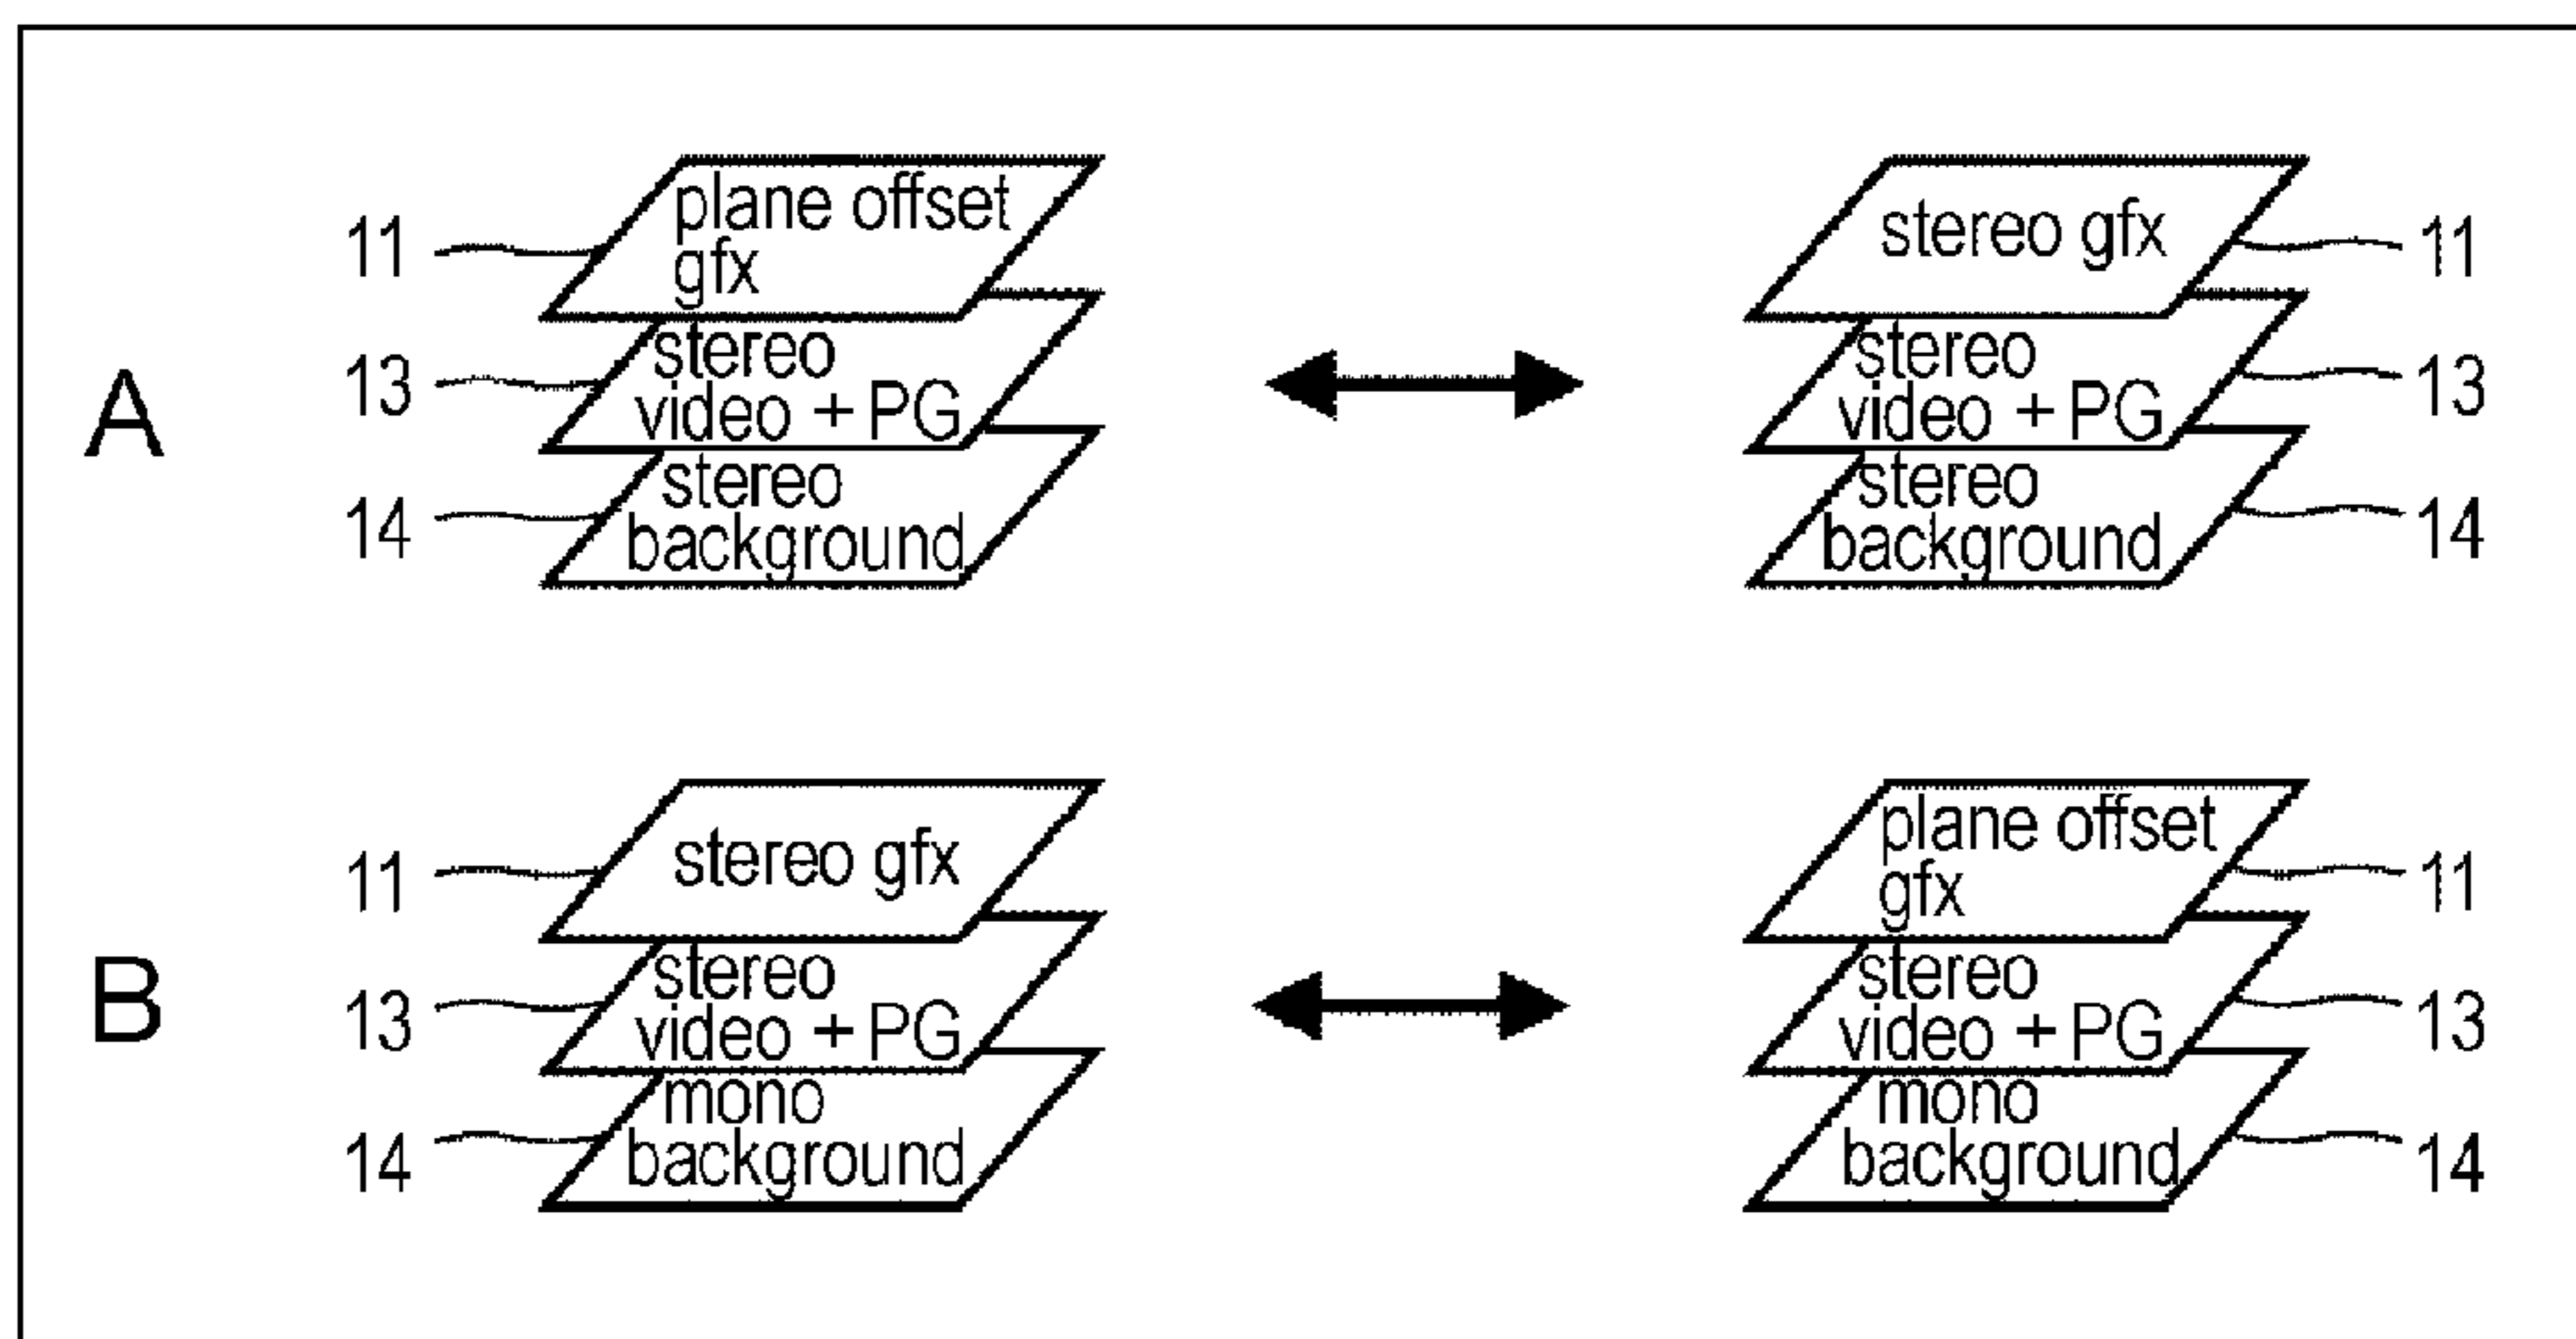 A
11
plane offset
gfx
13
stereo
video + PG
14
stereo
background
stereo gfx
11
stereo
video + PG
13
stereo
background
14
B
11
stereo gfx
13
stereo
video + PG
14
mono
background
plane offset
gfx
11
stereo
video + PG
13
mono
background
14